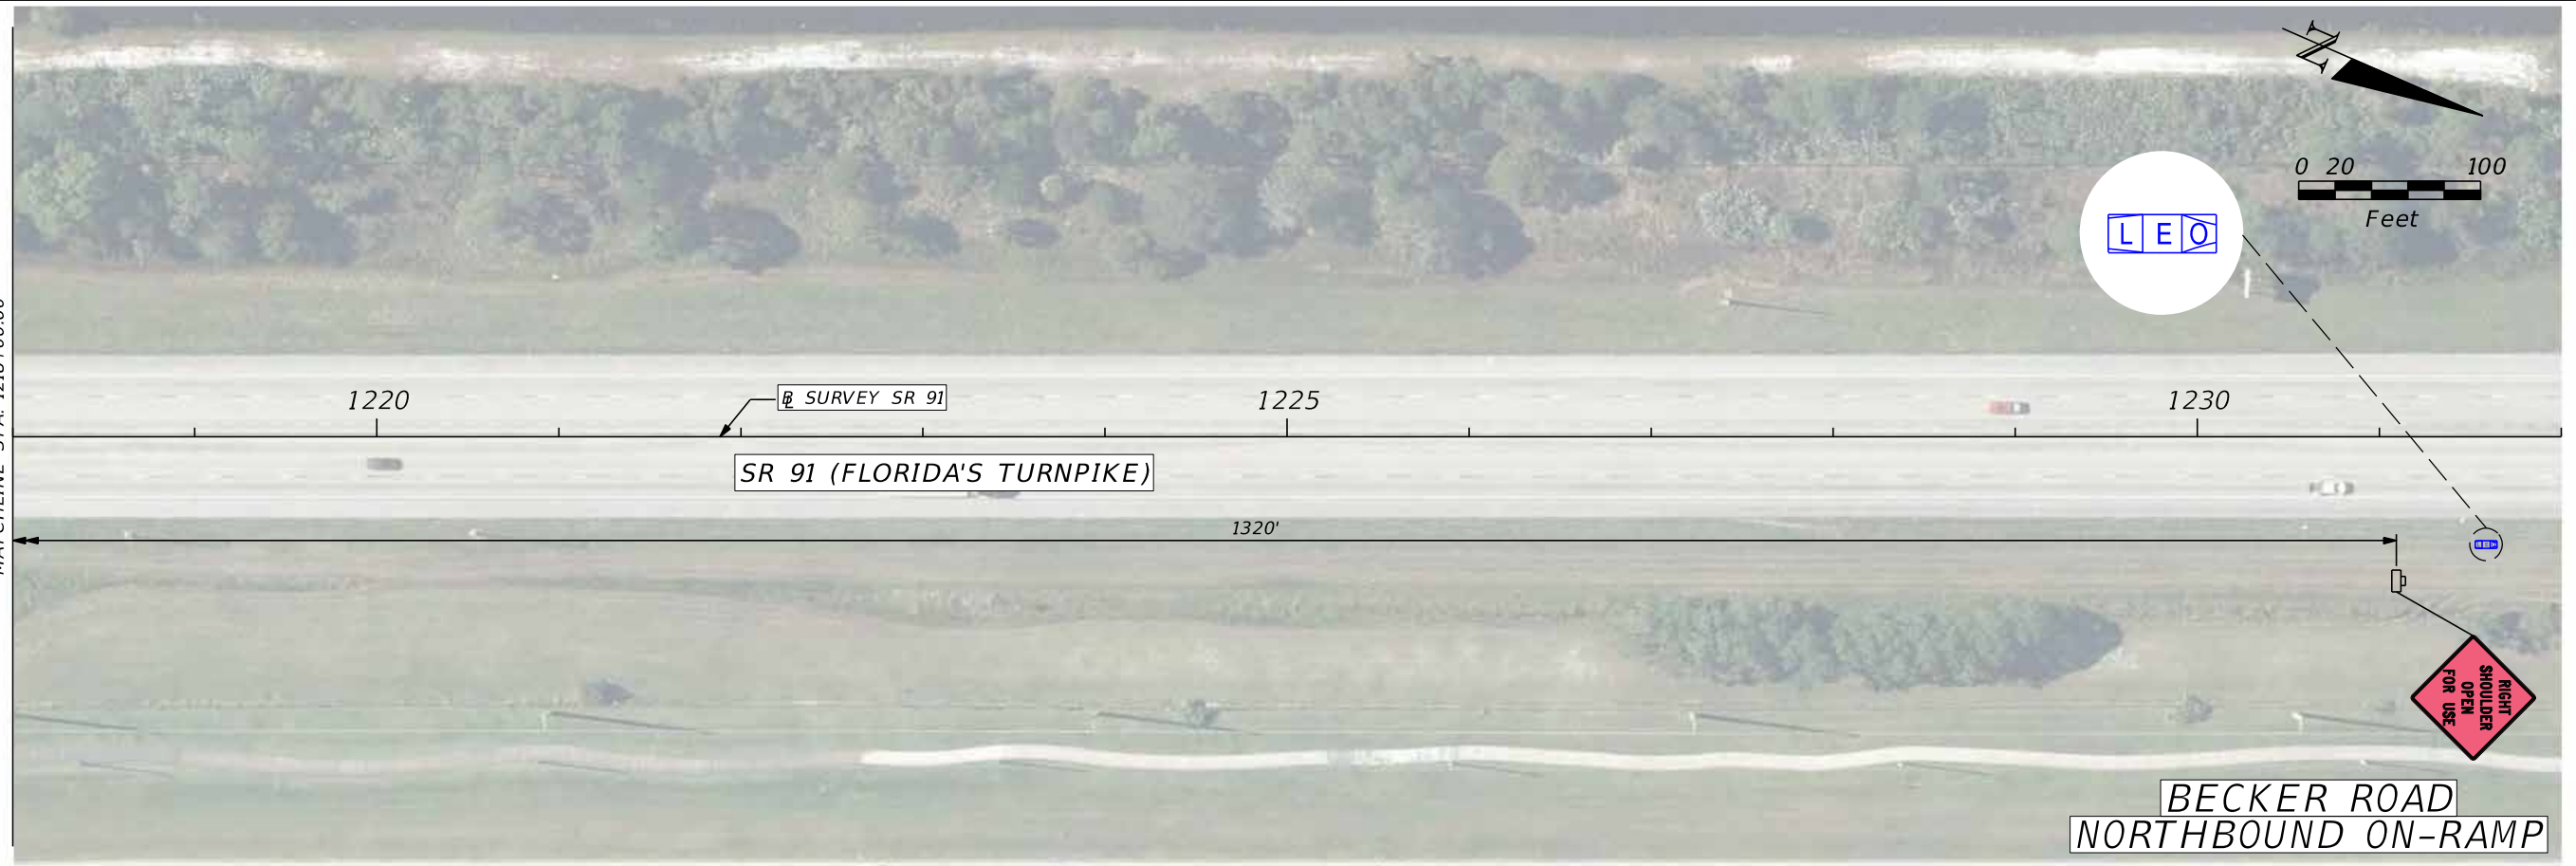 N
0 20 100
Feet
L E O
1220
1225
1230
BL SURVEY SR 91
SR 91 (FLORIDA'S TURNPIKE)
1320'
RIGHT
SHOULDER
OPEN
FOR USE
BECKER ROAD
NORTHBOUND ON-RAMP